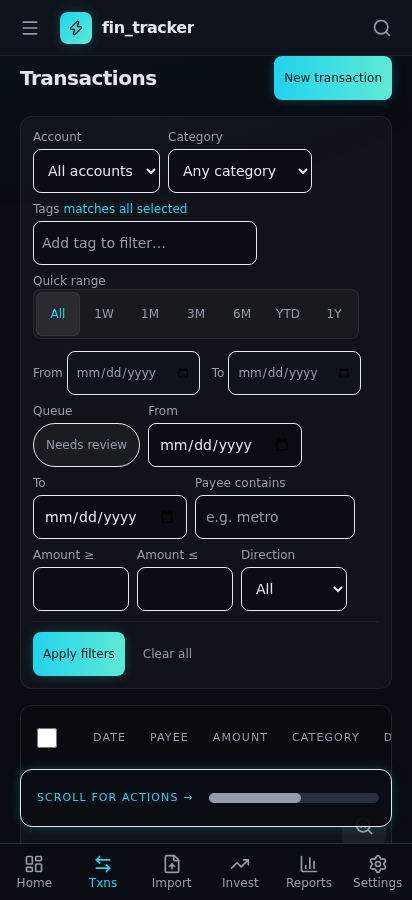 fin_tracker
Transactions
New transaction
Account
Category
All accounts
Any category
Tags matches all selected
Add tag to filter...
Quick range
All 1W 1M 3M 6M YTD 1Y
From mm/dd/yyyy To mm/dd/yyyy
Queue
From
Needs review
mm/dd/yyyy
To
Payee contains
mm/dd/yyyy
e.g. metro
Amount ≥
Amount ≤
Direction
All
Apply filters
Clear all
DATE PAYEE AMOUNT CATEGORY D
SCROLL FOR ACTIONS →
Home Txns Import Invest Reports Settings